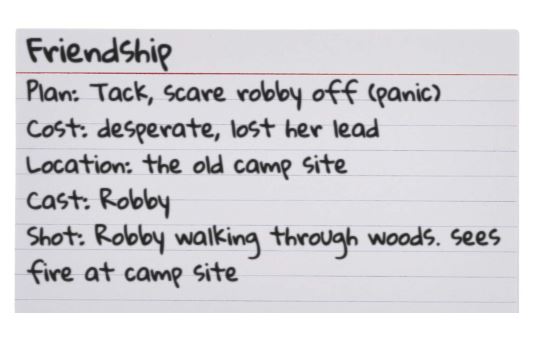 Friendship
Plan: Tack, scare robby off (panic)
Cost: desperate, lost her lead
Location: the old camp site
Cast: Robby
Shot: Robby walking through woods. sees
fire at camp site